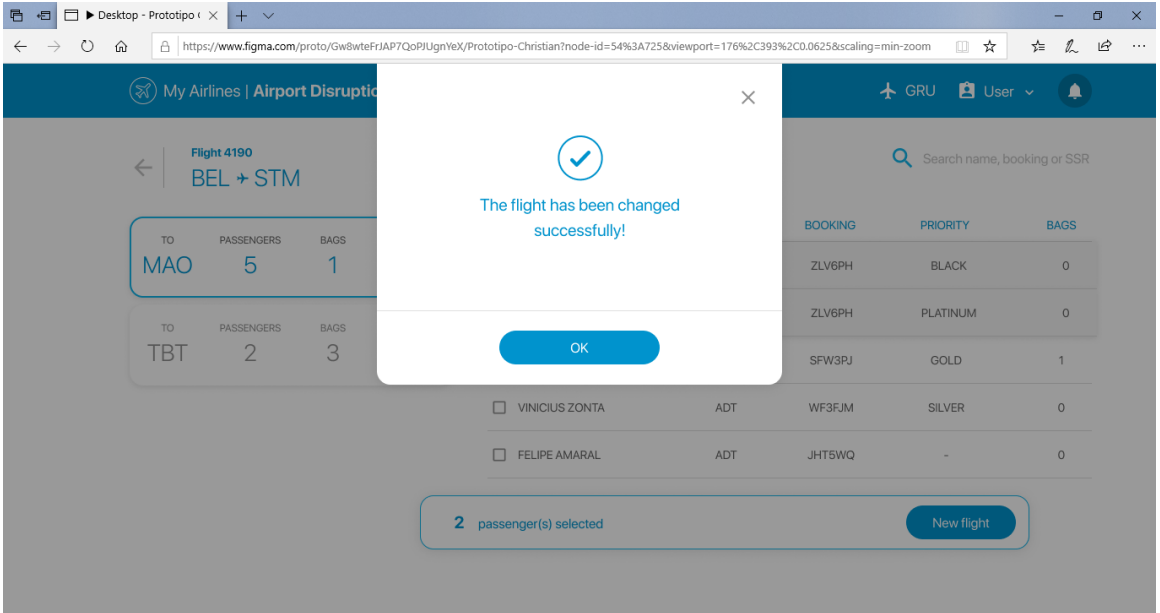 Desktop - Prototipo
https://www.figma.com/proto/Gw8wteFrJAP7QoPJUgnYeX/Prototipo-Christian?node-id=54%3A725&viewport=176%2C393%2C0.0625&scaling=min-zoom
My Airlines | Airport Disruptio
GRU
User
Flight 4190
BEL STM
Search name, booking or SSR
The flight has been changed
successfully!
OK
TO PASSENGERS BAGS
MAO 5 1
TO PASSENGERS BAGS
TBT 2 3
BOOKING PRIORITY BAGS
ZLV6PH BLACK 0
ZLV6PH PLATINUM 0
SFW3PJ GOLD 1
VINICIUS ZONTA ADT WF3FJM SILVER 0
FELIPE AMARAL ADT JHT5WQ - 0
2 passenger(s) selected
New flight